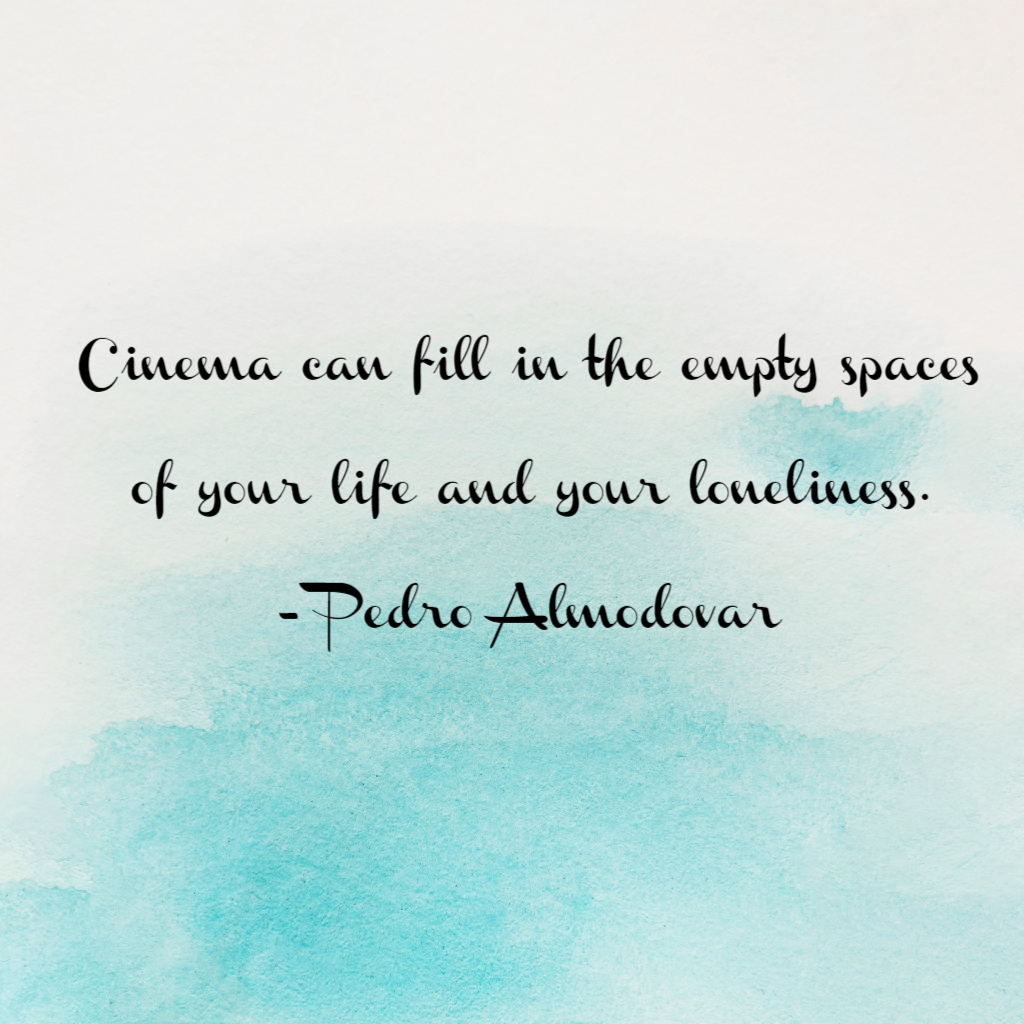 Cinema can fill in the empty spaces
of your life and your loneliness.
-Pedro Almodovar